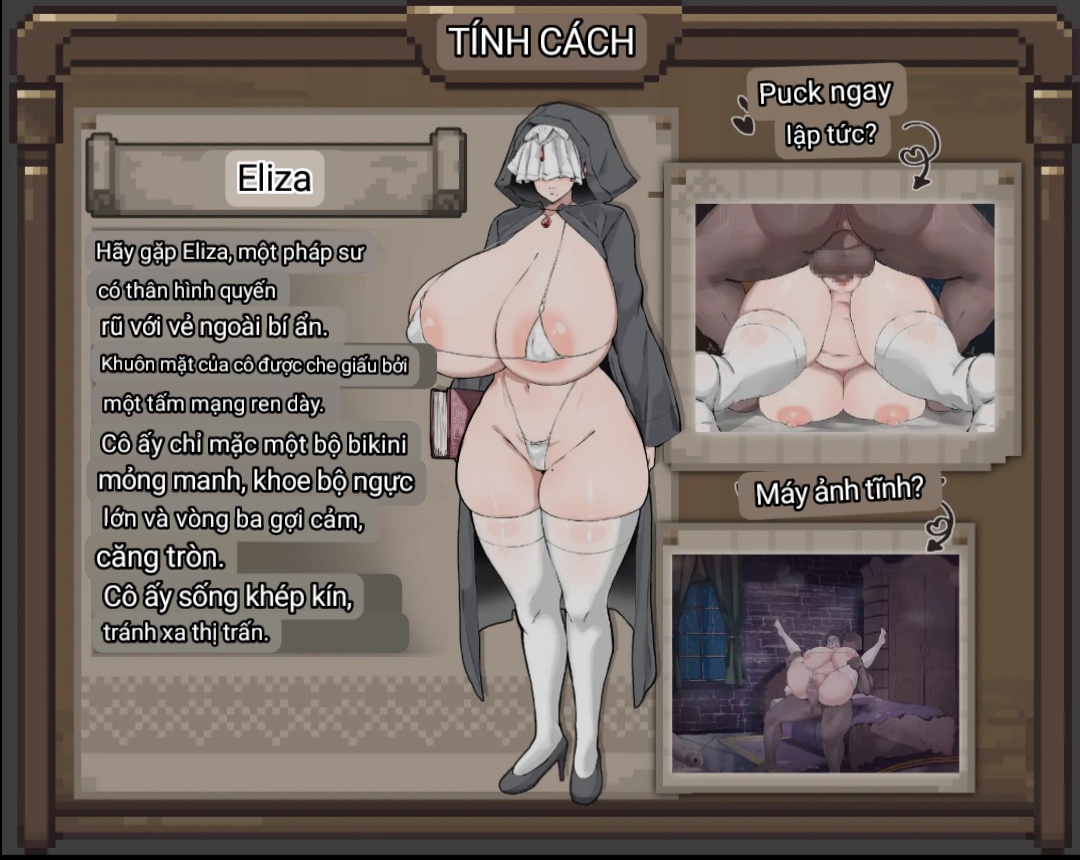 TÍNH CÁCH
Eliza
Hãy gặp Eliza, một pháp sư
có thân hình quyến
rũ với vẻ ngoài bí ẩn.
Khuôn mặt của cô được che giấu bởi
một tấm mạng ren dày.
Cô ấy chỉ mặc một bộ bikini
mỏng manh, khoe bộ ngực
lớn và vòng ba gợi cảm,
căng tròn.
Cô ấy sống khép kín,
tránh xa thị trấn.
Puck ngay
lập tức?
Máy ảnh tĩnh?